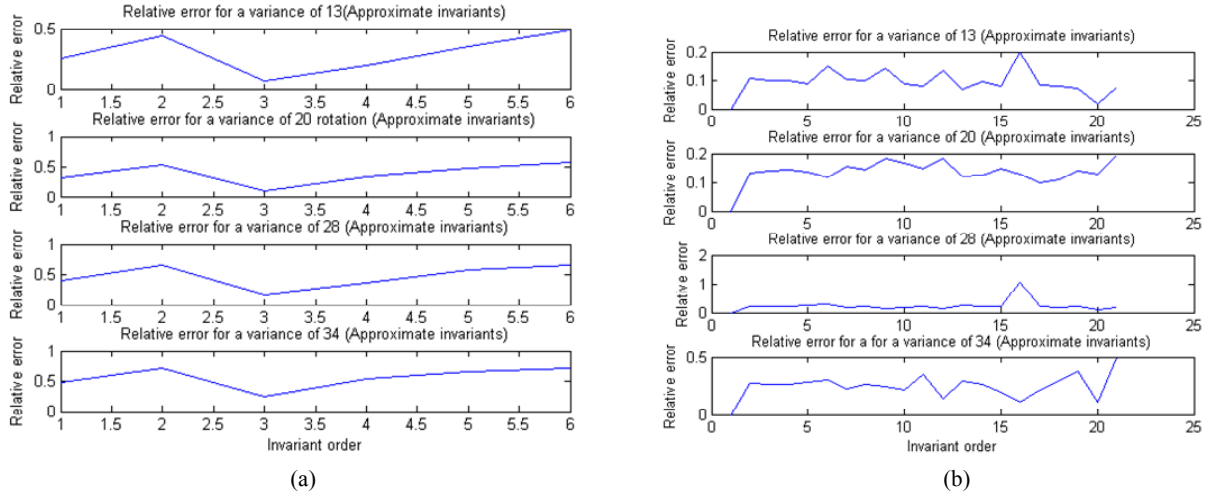 Relative error for a variance of 13(Approximate invariants)
Relative error
0.5
0
1 1.5 2 2.5 3 3.5 4 4.5 5 5.5 6
Relative error for a variance of 20 rotation (Approximate invariants)
Relative error
1
0.5
0
1 1.5 2 2.5 3 3.5 4 4.5 5 5.5 6
Relative error for a variance of 28 (Approximate invariants)
Relative error
1
0.5
0
1 1.5 2 2.5 3 3.5 4 4.5 5 5.5 6
Relative error for a variance of 34 (Approximate invariants)
Relative error
1
0.5
0
1 1.5 2 2.5 3 3.5 4 4.5 5 5.5 6
Invariant order
(a)
Relative error for a variance of 13 (Approximate invariants)
Relative error
0.2
0.1
0
0 5 10 15 20 25
Relative error for a variance of 20 (Approximate invariants)
Relative error
0.2
0.1
0
0 5 10 15 20 25
Relative error for a variance of 28 (Approximate invariants)
Relative error
2
1
0
0 5 10 15 20 25
Relative error for a for a variance of 34 (Approximate invariants)
Relative error
0.5
0
0 5 10 15 20 25
Invariant order
(b)